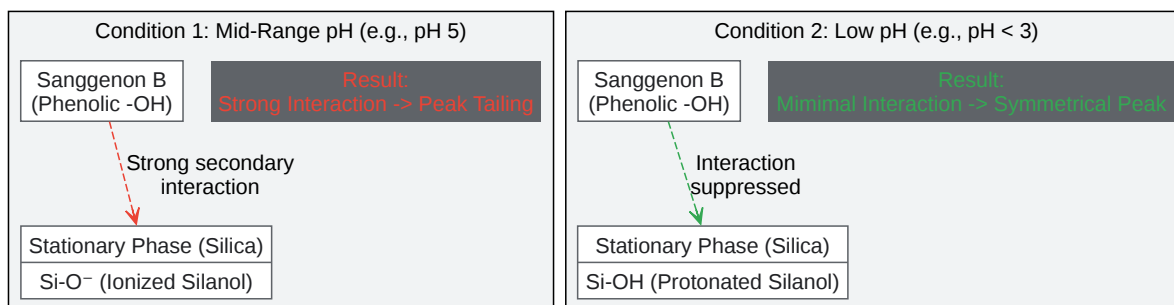 Condition 1: Mid-Range pH (e.g., pH 5)
Sanggenon B
(Phenolic -OH)
Result:
Strong Interaction -> Peak Tailing
Strong secondary
interaction
Stationary Phase (Silica)
Si-O⁻ (Ionized Silanol)
Condition 2: Low pH (e.g., pH < 3)
Sanggenon B
(Phenolic -OH)
Result:
Mimimal Interaction -> Symmetrical Peak
Interaction
suppressed
Stationary Phase (Silica)
Si-OH (Protonated Silanol)